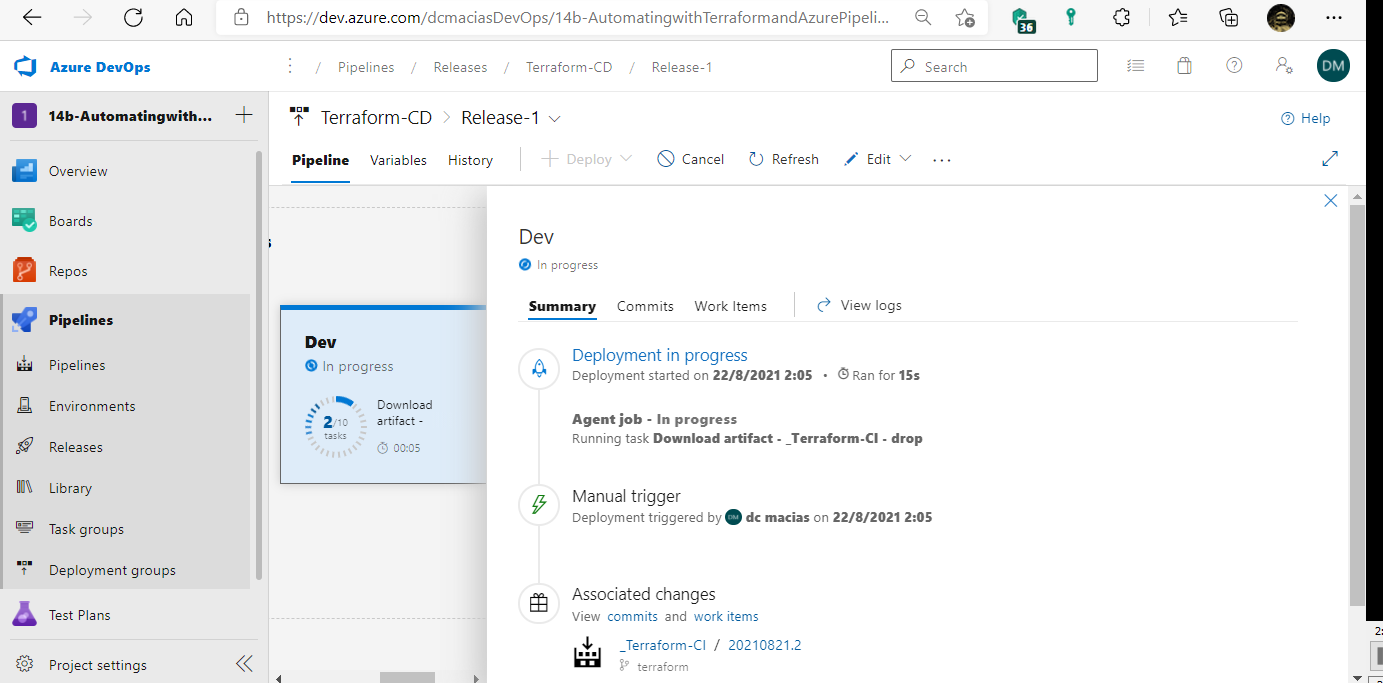 https://dev.azure.com/dcmaciasDevOps/14b-AutomatingwithTerraformandAzurePipeli...
36
Azure DevOps
/ Pipelines / Releases / Terraform-CD / Release-1
Search
DM
1 14b-Automatingwith...
Terraform-CD > Release-1
Help
Pipeline Variables History
Deploy Cancel Refresh Edit ...
Overview
Boards
Repos
Pipelines
Pipelines
Environments
Releases
Library
Task groups
Deployment groups
Test Plans
Project settings
Dev
In progress
2/10
tasks
Download
artifact -
00:05
Dev
In progress
Summary Commits Work Items View logs
Deployment in progress
Deployment started on 22/8/2021 2:05 • Ran for 15s
Agent job - In progress
Running task Download artifact - _Terraform-CI - drop
Manual trigger
Deployment triggered by DM dc macias on 22/8/2021 2:05
Associated changes
View commits and work items
_Terraform-CI / 20210821.2
terraform